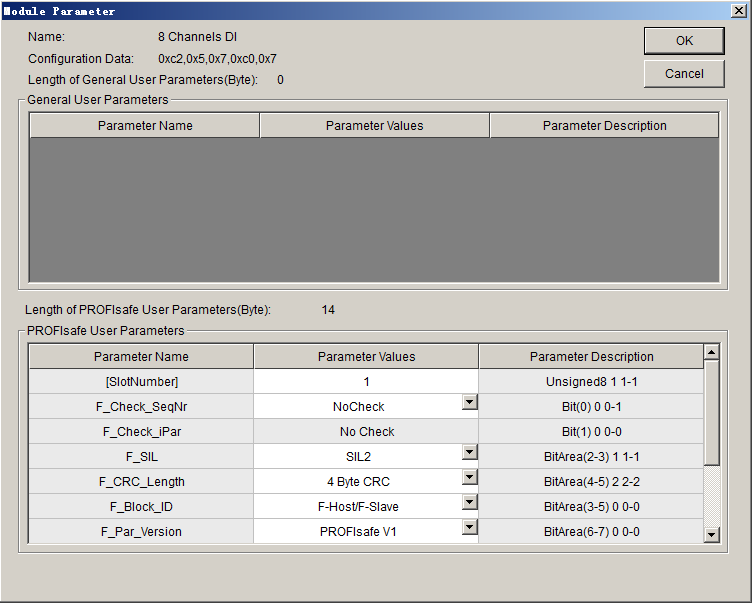 Module Parameter
Name: 8 Channels DI
OK
Configuration Data: 0xc2,0x5,0x7,0xc0,0x7
Cancel
Length of General User Parameters(Byte): 0
General User Parameters
Parameter Name Parameter Values Parameter Description
Length of PROFIsafe User Parameters(Byte): 14
PROFIsafe User Parameters
Parameter Name Parameter Values Parameter Description
[SlotNumber] 1 Unsigned8 1 1-1
F_Check_SeqNr NoCheck Bit(0) 0 0-1
F_Check_iPar No Check Bit(1) 0 0-0
F_SIL SIL2 BitArea(2-3) 1 1-1
F_CRC_Length 4 Byte CRC BitArea(4-5) 2 2-2
F_Block_ID F-Host/F-Slave BitArea(3-5) 0 0-0
F_Par_Version PROFIsafe V1 BitArea(6-7) 0 0-0